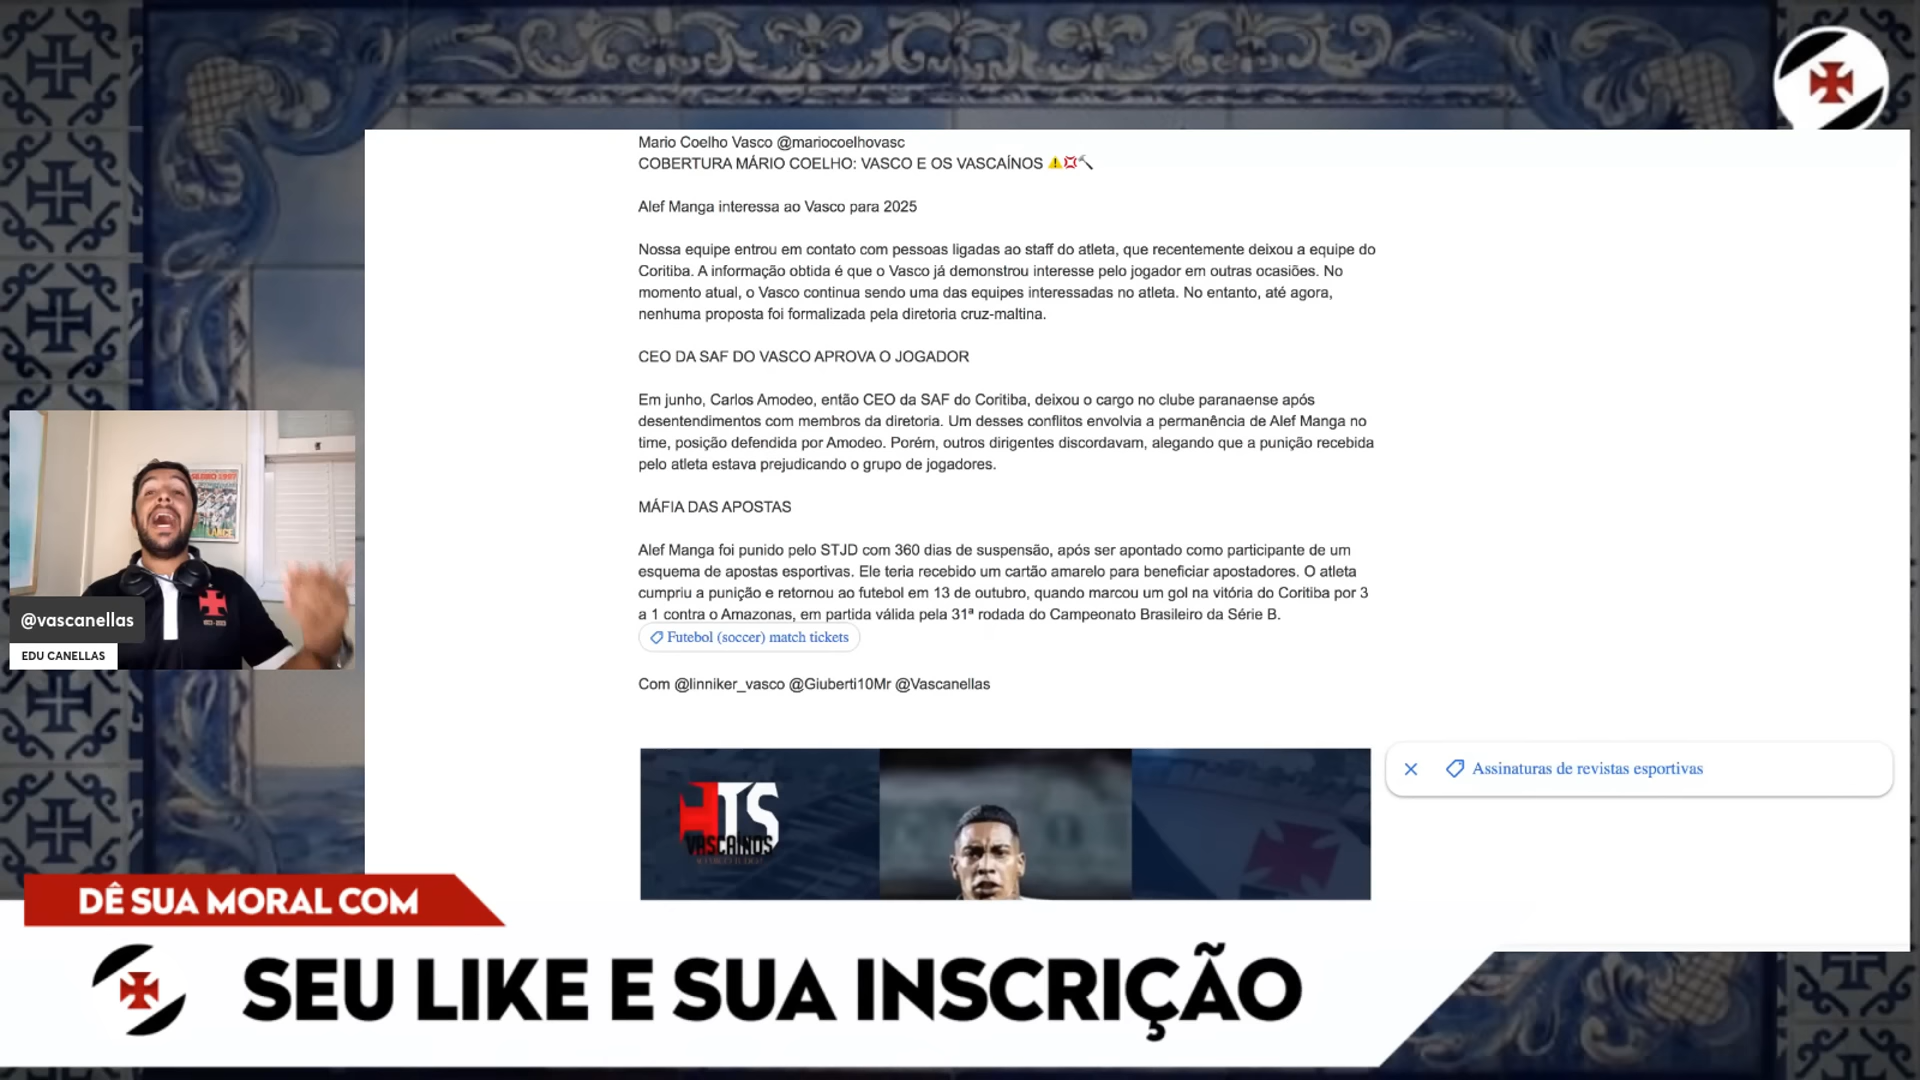 Mario Coelho Vasco @mariocoelhovasc
COBERTURA MÁRIO COELHO: VASCO E OS VASCAÍNOS ⚠️💢🔨
Alef Manga interessa ao Vasco para 2025
Nossa equipe entrou em contato com pessoas ligadas ao staff do atleta, que recentemente deixou a equipe do
Coritiba. A informação obtida é que o Vasco já demonstrou interesse pelo jogador em outras ocasiões. No
momento atual, o Vasco continua sendo uma das equipes interessadas no atleta. No entanto, até agora,
nenhuma proposta foi formalizada pela diretoria cruz-maltina.
CEO DA SAF DO VASCO APROVA O JOGADOR
Em junho, Carlos Amodeo, então CEO da SAF do Coritiba, deixou o cargo no clube paranaense após
desentendimentos com membros da diretoria. Um desses conflitos envolvia a permanência de Alef Manga no
time, posição defendida por Amodeo. Porém, outros dirigentes discordavam, alegando que a punição recebida
pelo atleta estava prejudicando o grupo de jogadores.
MÁFIA DAS APOSTAS
Alef Manga foi punido pelo STJD com 360 dias de suspensão, após ser apontado como participante de um
esquema de apostas esportivas. Ele teria recebido um cartão amarelo para beneficiar apostadores. O atleta
cumpriu a punição e retornou ao futebol em 13 de outubro, quando marcou um gol na vitória do Coritiba por 3
a 1 contra o Amazonas, em partida válida pela 31ª rodada do Campeonato Brasileiro da Série B.
Futebol (soccer) match tickets
Com @linniker_vasco @Giuberti10Mr @Vascanellas
Assinaturas de revistas esportivas
TS
VASCAÍNOS
LANCE
@vascanellas
EDU CANELLAS
DÊ SUA MORAL COM
SEU LIKE E SUA INSCRIÇÃO